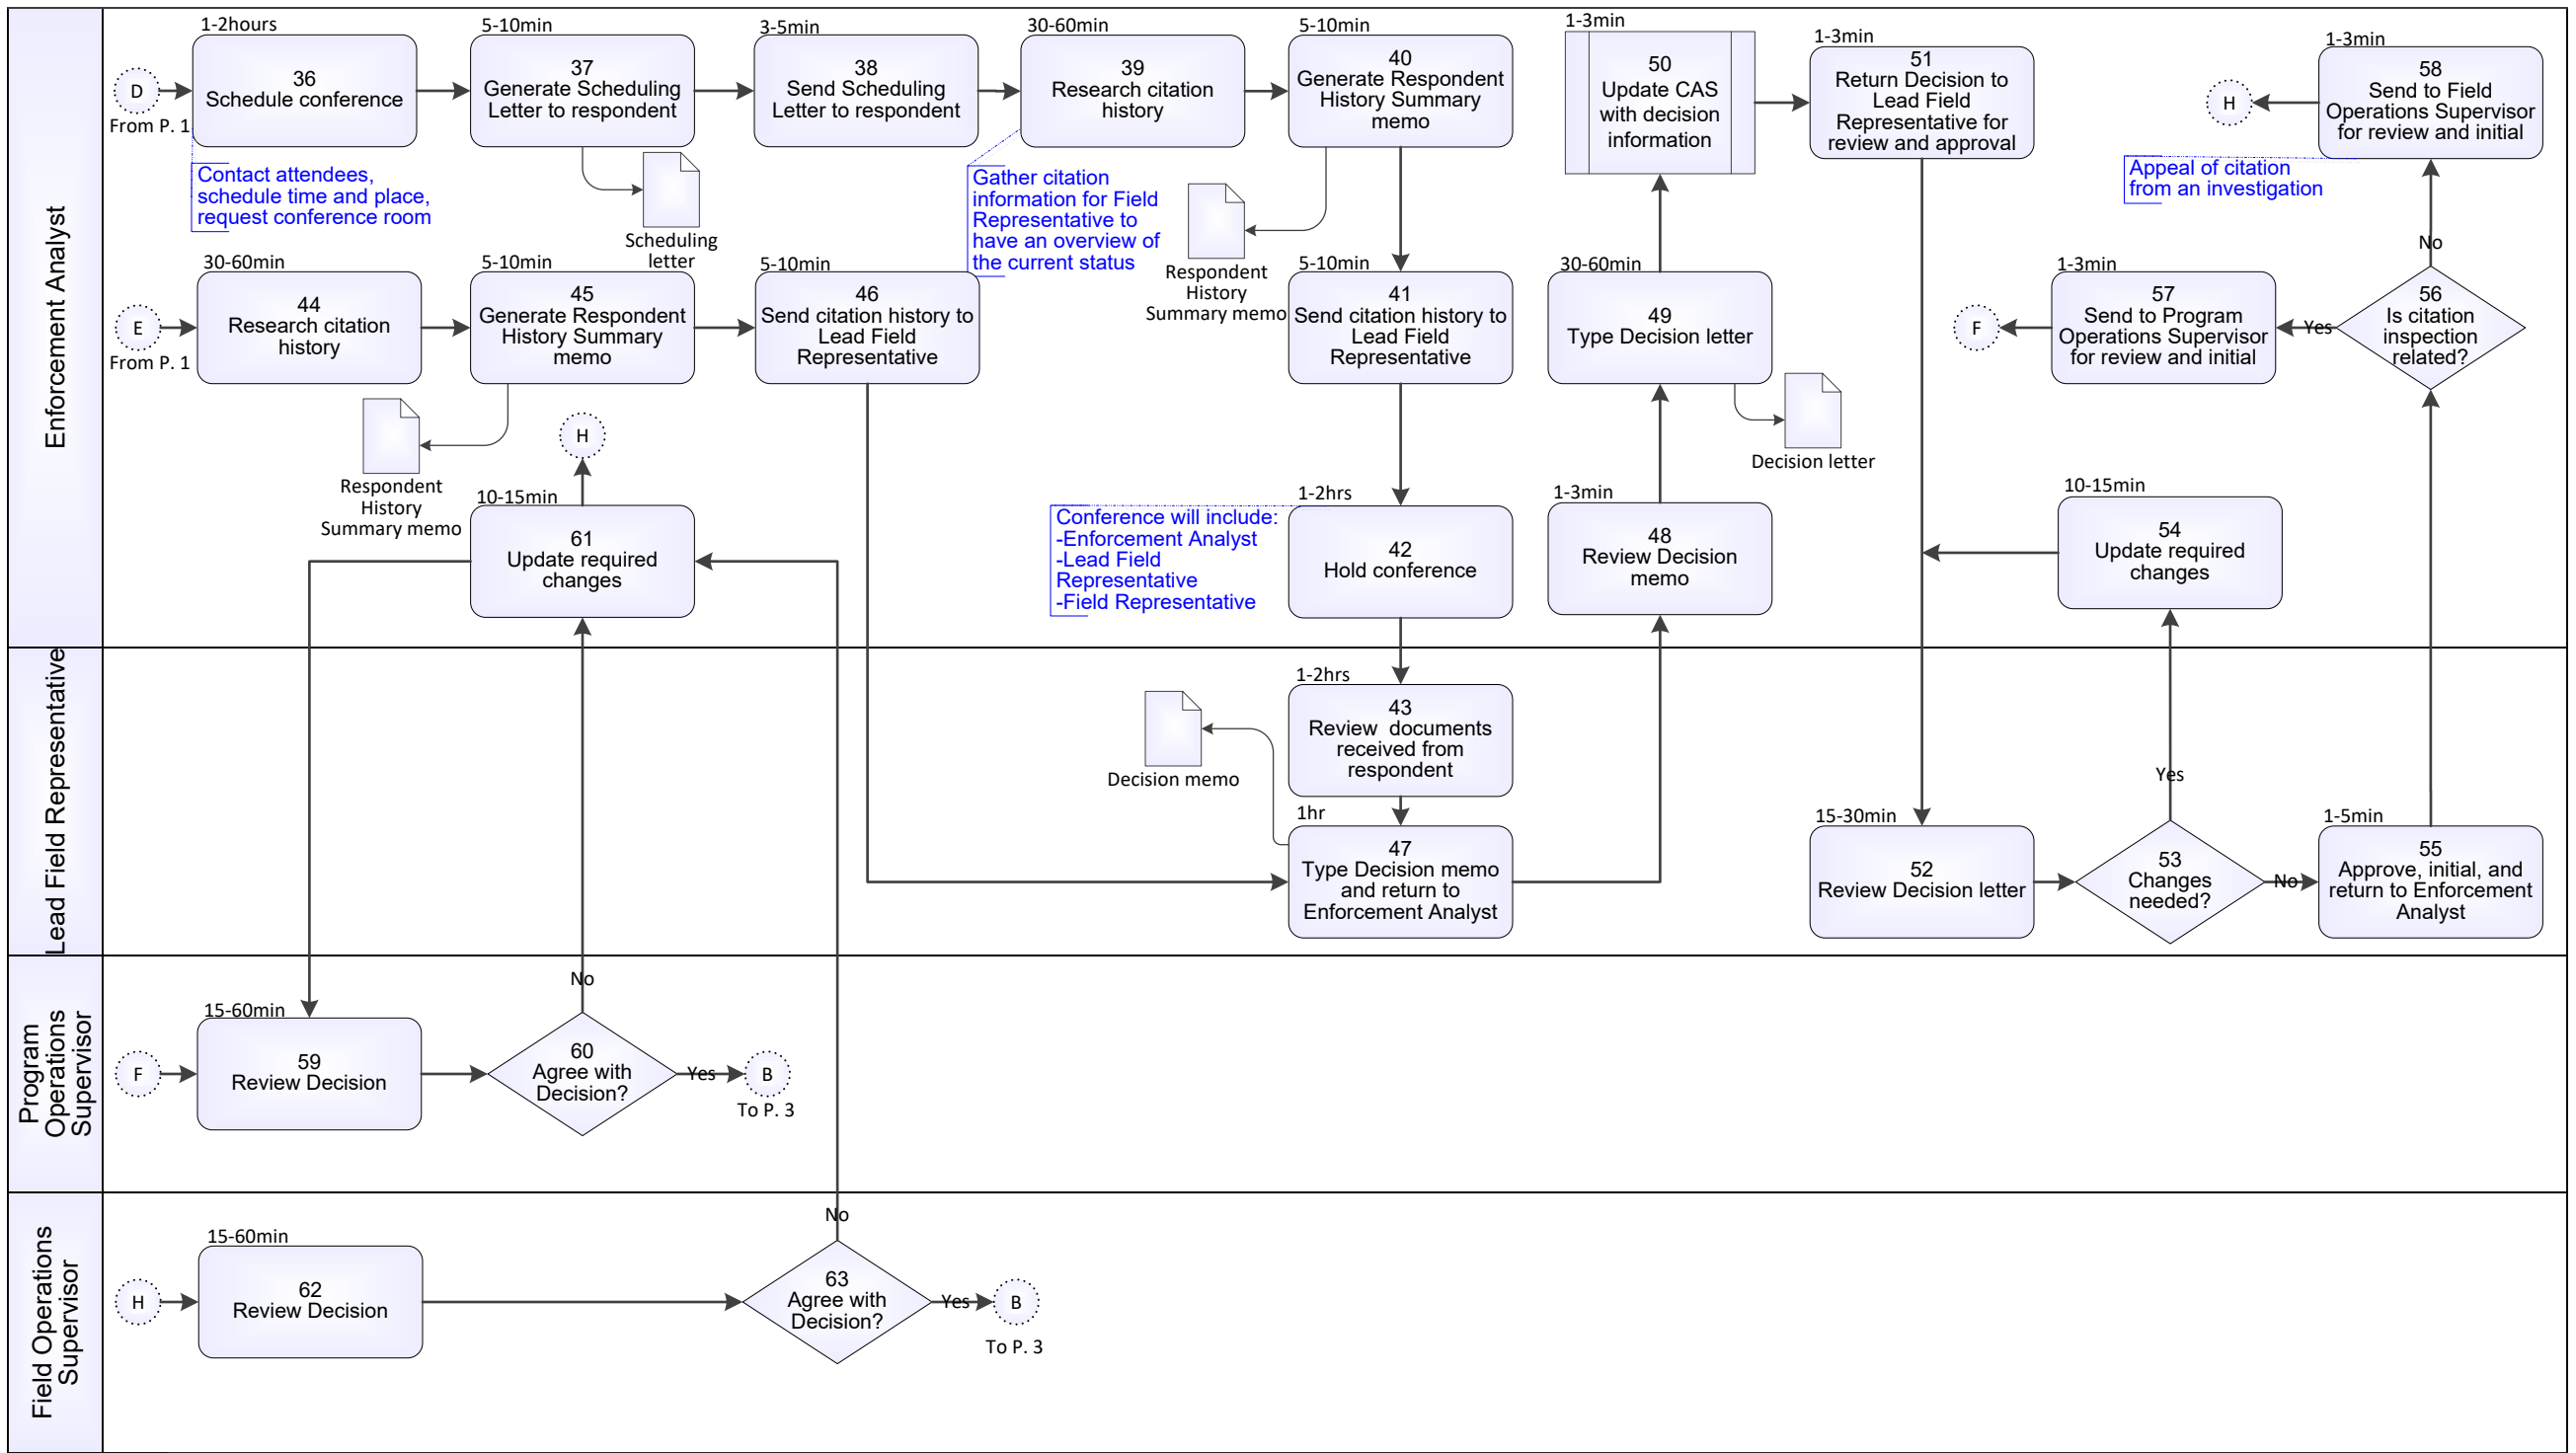 Enforcement Analyst
D
From P. 1
1-2hours
36
Schedule conference
Contact attendees,
schedule time and place,
request conference room
5-10min
37
Generate Scheduling
Letter to respondent
Scheduling
letter
3-5min
38
Send Scheduling
Letter to respondent
30-60min
39
Research citation
history
Gather citation
information for Field
Representative to
have an overview of
the current status
5-10min
40
Generate Respondent
History Summary
memo
Respondent
History
Summary memo
1-3min
50
Update CAS
with decision
information
1-3min
51
Return Decision to
Lead Field
Representative for
review and approval
H
1-3min
58
Send to Field
Operations Supervisor
for review and initial
Appeal of citation
from an investigation
No
E
From P. 1
30-60min
44
Research citation
history
5-10min
45
Generate Respondent
History Summary
memo
Respondent
History
Summary memo
5-10min
46
Send citation history to
Lead Field
Representative
5-10min
41
Send citation history to
Lead Field
Representative
30-60min
49
Type Decision letter
Decision letter
F
1-3min
57
Send to Program
Operations Supervisor
for review and initial
Yes
56
Is citation
inspection
related?
H
10-15min
61
Update required
changes
Conference will include:
-Enforcement Analyst
-Lead Field
Representative
-Field Representative
1-2hrs
42
Hold conference
1-3min
48
Review Decision
memo
10-15min
54
Update required
changes
Lead Field Representative
1-2hrs
43
Review  documents
received from
respondent
Decision memo
1hr
47
Type Decision memo
and return to
Enforcement Analyst
15-30min
52
Review Decision letter
Yes
53
Changes
needed?
No
1-5min
55
Approve, initial, and
return to Enforcement
Analyst
Program
Operations
Supervisor
F
15-60min
59
Review Decision
No
60
Agree with
Decision?
Yes
B
To P. 3
Field Operations
Supervisor
H
15-60min
62
Review Decision
No
63
Agree with
Decision?
Yes
B
To P. 3